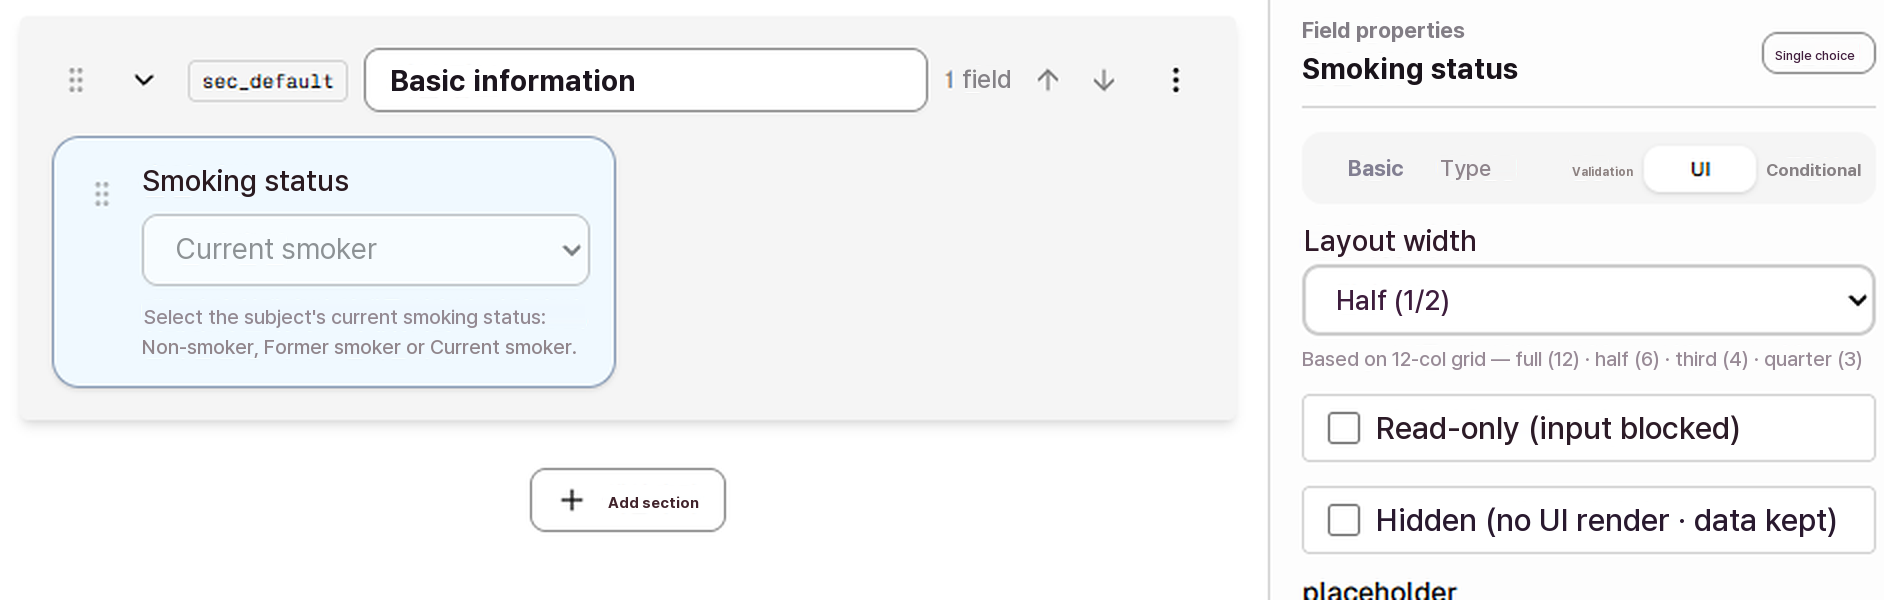 sec_default Basic information 1 field
Smoking status
Current smoker
Select the subject's current smoking status:
Non-smoker, Former smoker or Current smoker.
Add section
Field properties
Smoking status
Single choice
Basic Type Validation UI Conditional
Layout width
Half (1/2)
Based on 12-col grid — full (12) · half (6) · third (4) · quarter (3)
Read-only (input blocked)
Hidden (no UI render · data kept)
placeholder